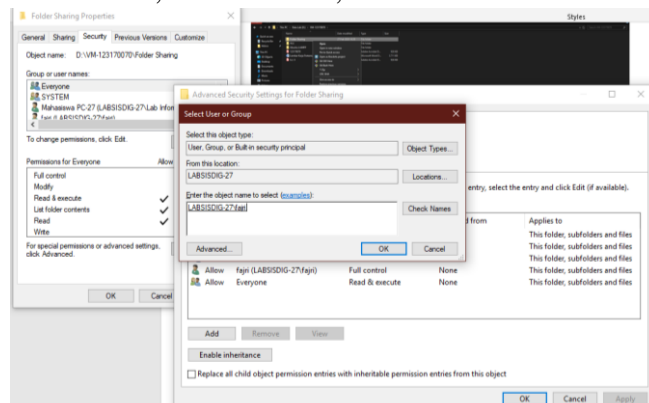 Styles
Folder Sharing Properties
General Sharing Security Previous Versions Customize
Object name: D:\VM-123170070\Folder Sharing
Group or user names:
Everyone
SYSTEM
Mahasiswa PC-27 (LABSISDIG-27\Lab Infor
fajri (LABSISDIG-27\fajri)
To change permissions, click Edit.
Permissions for Everyone Allow
Full control
Modify
Read & execute
List folder contents
Read
Write
For special permissions or advanced settings,
click Advanced.
OK Cancel
Advanced Security Settings for Folder Sharing
Select User or Group
Select this object type:
User, Group, or Built-in security principal Object Types...
From this location:
LABSISDIG-27 Locations...
Enter the object name to select (examples):
LABSISDIG-27\fajri Check Names
Advanced... OK Cancel
entry, select the entry and click Edit (if available).
from Applies to
This folder, subfolders and files
This folder, subfolders and files
This folder, subfolders and files
Allow fajri (LABSISDIG-27\fajri) Full control None This folder, subfolders and files
Allow Everyone Read & execute None This folder, subfolders and files
Add Remove View
Enable inheritance
Replace all child object permission entries with inheritable permission entries from this object
OK Cancel Apply